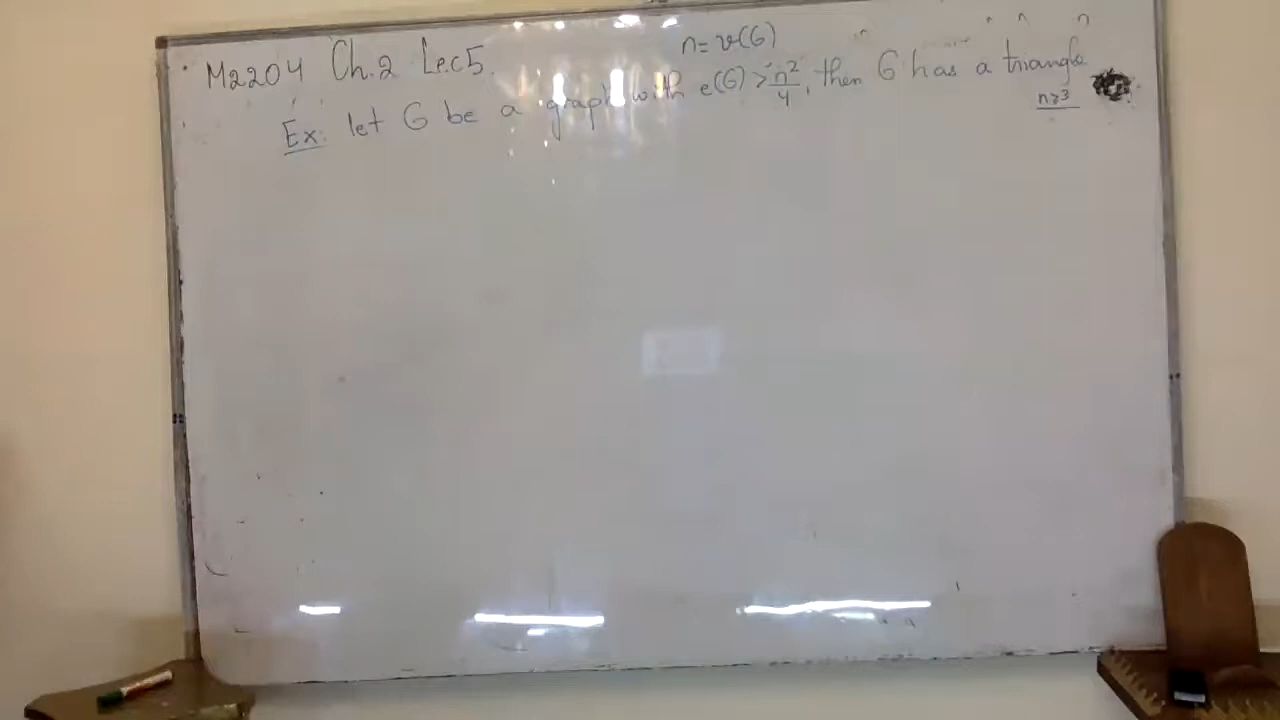 M2204 Ch.2 Lec5.
n = v(G)
Ex: let G be a graph with e(G) > n²/4, then G has a triangle
n≥3